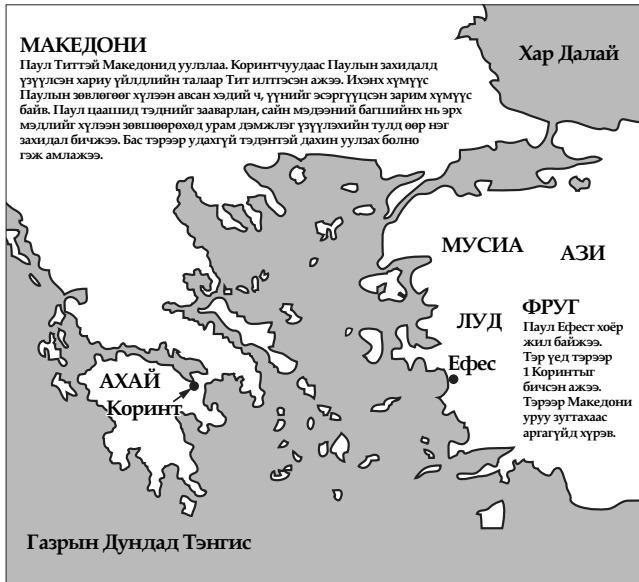 МАКЕДОНИ
Паул Титтэй Македонид уулзлаа. Коринтчуудаас Паулын захидалд
үзүүлсэн хариу үйлдлийн талаар Тит илттэсэн ажээ. Ихэнх хүмүүс
Паулын зөвлөгөөг хүлээн авсан хэдий ч, үүнийг эсэргүүцсэн зарим хүмүүс
байв. Паул цаашид тэднийг зааварлан, сайн мэдээний багшийнх нь эрх
мэдлийг хүлээн зөвшөөрөхөд урам дэмжлэг үзүүлэхийн тулд өөр нэг
захидал бичжээ. Бас тэрээр удахгүй тэдэнтэй дахин уулзах болно
гэж амлажээ.
Хар Далай
МУСИА
АЗИ
ЛУД
ФРУГ
Паул Ефест хоёр
жил байжээ.
Тэр үед тэрээр
1 Коринтыг
бичсэн ажээ.
Тэрээр Македони
уруу зугтахаас
аргагүйд хүрэв.
Ефес
АХАЙ
Коринт
Газрын Дундад Тэнгис